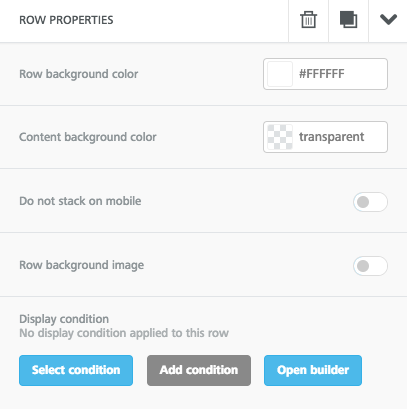 ROW PROPERTIES
Row background color
#FFFFFF
Content background color
transparent
Do not stack on mobile
Row background image
Display condition
No display condition applied to this row
Select condition Add condition Open builder